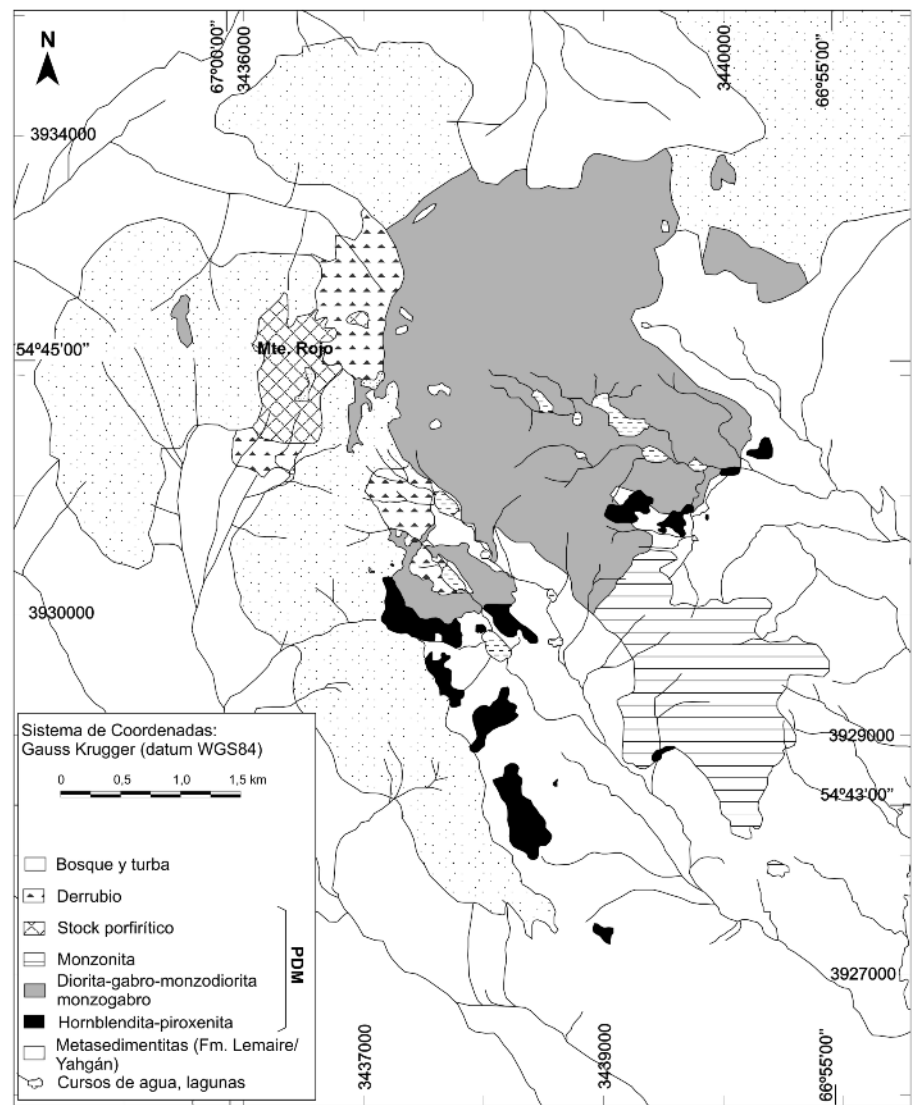 N
67°00'00"
3436000
3440000
66°55'00"
3934000
54°45'00"
Mte. Rojo
3930000
3929000
54°43'00"
3927000
3437000
3439000
66°55'00"
Sistema de Coordenadas:
Gauss Krugger (datum WGS84)
0 0,5 1,0 1,5 km
Bosque y turba
Derrubio
Stock porfirítico
Monzonita
Diorita-gabro-monzodiorita
monzogabro
Hornblendita-piroxenita
PDM
Metasedimentitas (Fm. Lemaire/
Yahgán)
Cursos de agua, lagunas